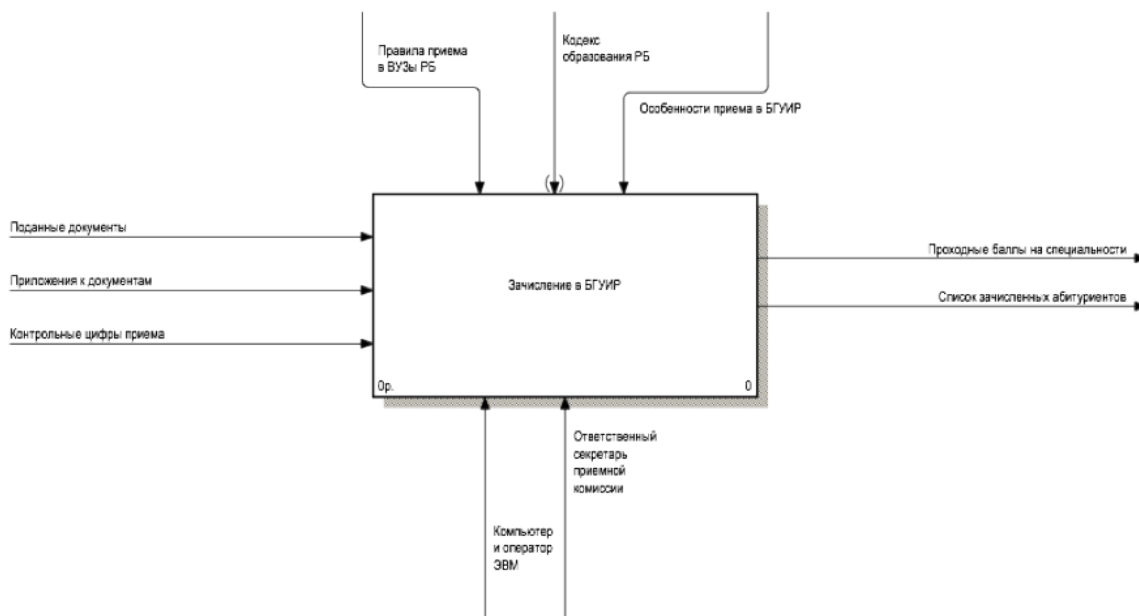 Правила приема
в ВУЗы РБ
Кодекс
образования РБ
Особенности приема в БГУИР
Поданные документы
Приложения к документам
Контрольные цифры приема
Зачисление в БГУИР
0р.
0
Проходные баллы на специальности
Список зачисленных абитуриентов
Ответственный
секретарь
приемной
комиссии
Компьютер
и оператор
ЭВМ